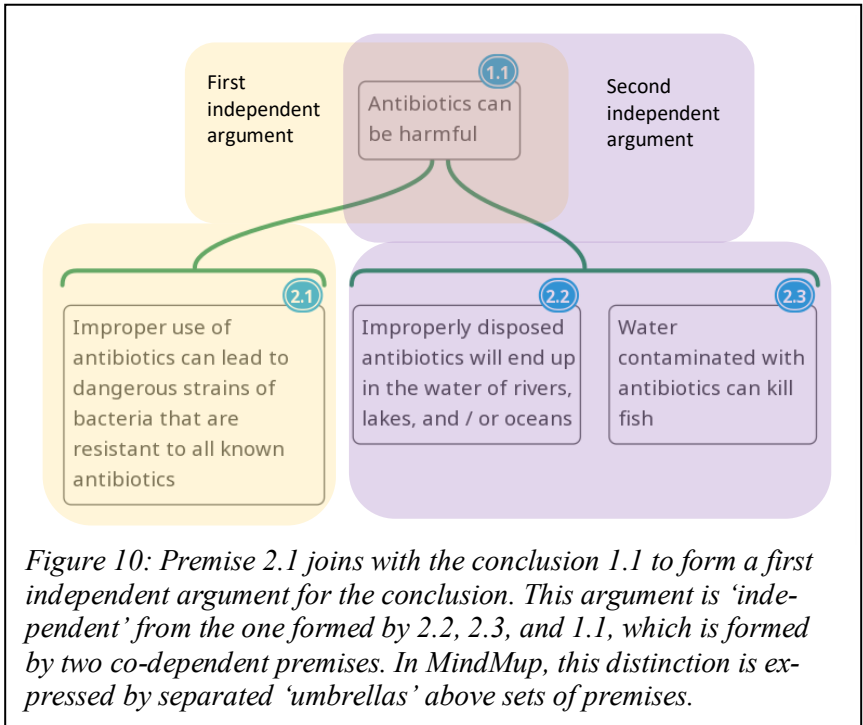 First
independent
argument
1.1
Antibiotics can
be harmful
Second
independent
argument
2.1
Improper use of
antibiotics can lead to
dangerous strains of
bacteria that are
resistant to all known
antibiotics
2.2
Improperly disposed
antibiotics will end up
in the water of rivers,
lakes, and / or oceans
2.3
Water
contaminated with
antibiotics can kill
fish
Figure 10: Premise 2.1 joins with the conclusion 1.1 to form a first
independent argument for the conclusion. This argument is ‘inde-
pendent’ from the one formed by 2.2, 2.3, and 1.1, which is formed
by two co-dependent premises. In MindMup, this distinction is ex-
pressed by separated ‘umbrellas’ above sets of premises.